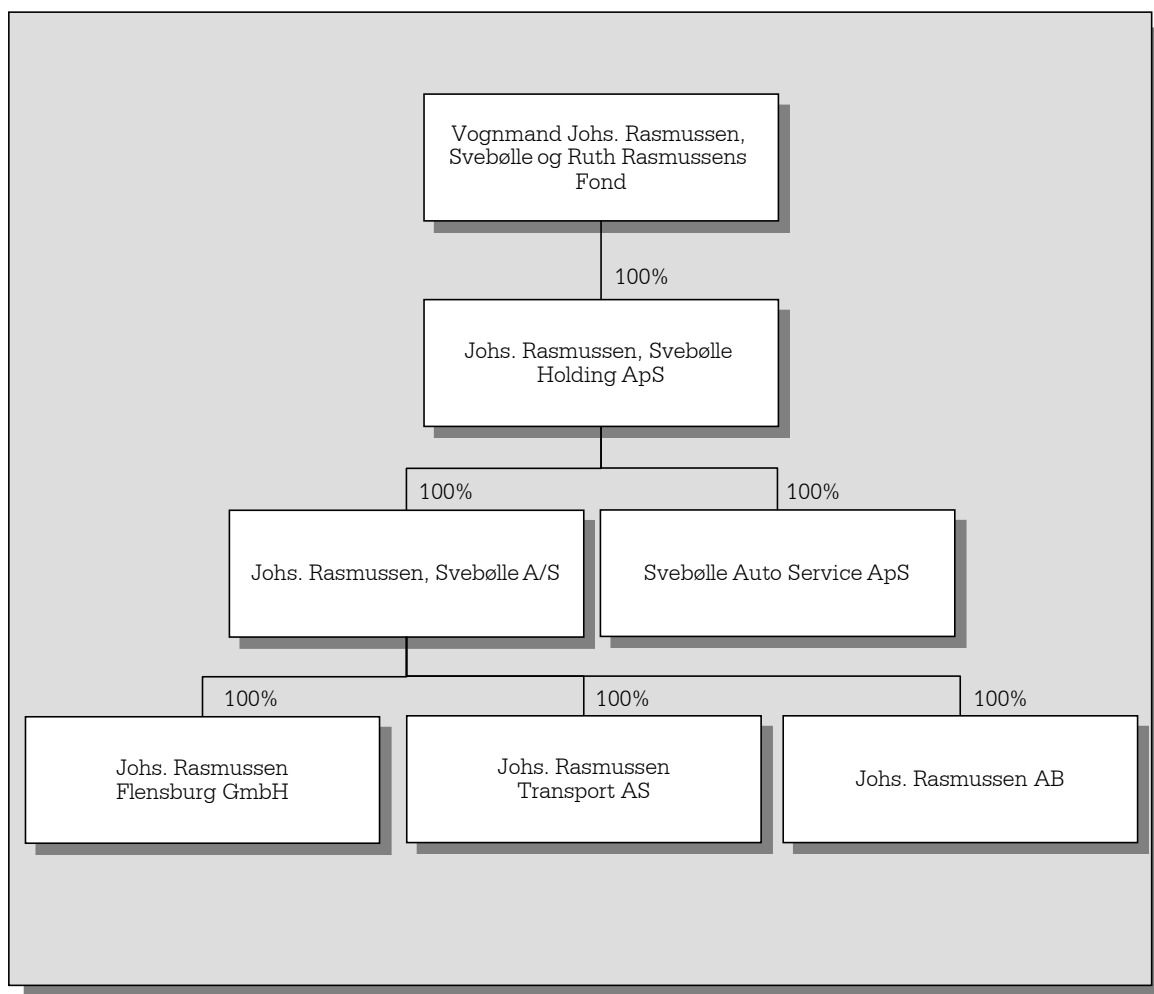 Vognmand Johs. Rasmussen,
Svebølle og Ruth Rasmussens
Fond
100%
Johs. Rasmussen, Svebølle
Holding ApS
100%
100%
Johs. Rasmussen, Svebølle A/S
Svebølle Auto Service ApS
100%
100%
100%
Johs. Rasmussen
Flensburg GmbH
Johs. Rasmussen
Transport AS
Johs. Rasmussen AB